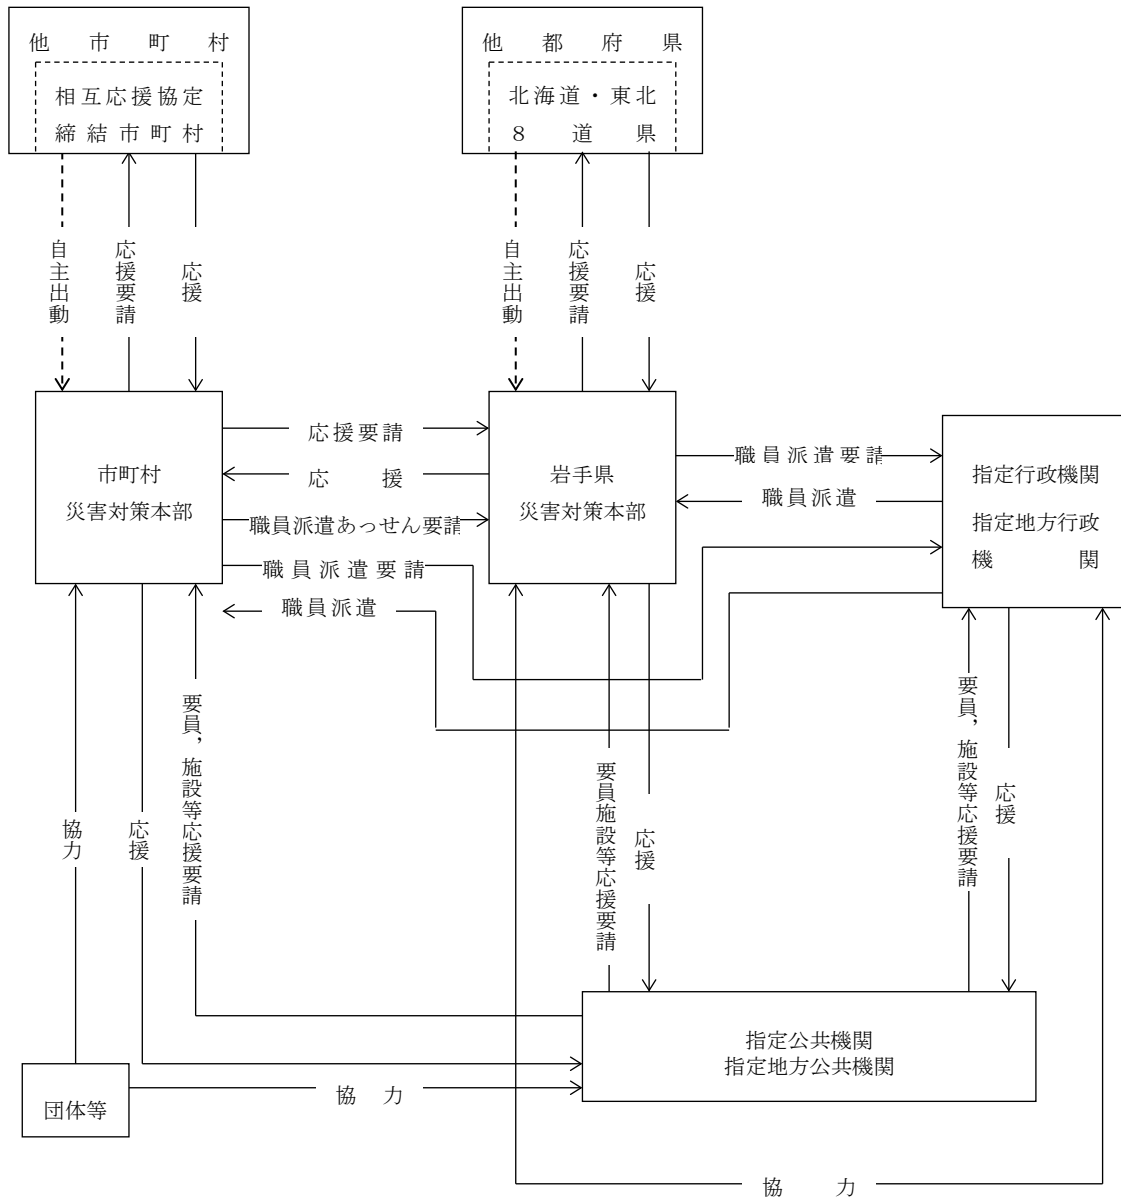 他市町村
相互応援協定
締結市町村
他都府県
北海道・東北
８道県
自主出動
応援要請
応援
自主出動
応援要請
応援
市町村
災害対策本部
応援要請
応援
職員派遣あっせん要請
職員派遣要請
職員派遣
岩手県
災害対策本部
職員派遣要請
職員派遣
指定行政機関
指定地方行政
機関
要員，施設等応援要請
協力
応援
要員施設等応援要請
応援
要員，施設等応援要請
応援
指定公共機関
指定地方公共機関
団体等
協力
協力